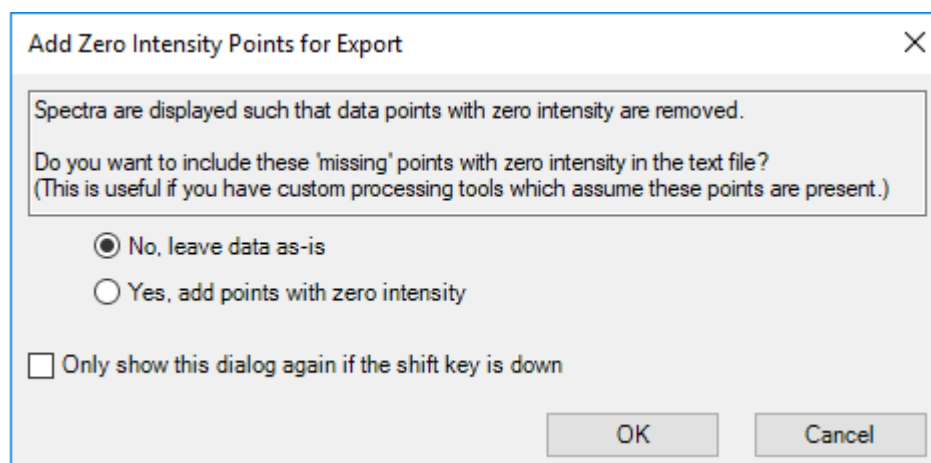 Add Zero Intensity Points for Export
Spectra are displayed such that data points with zero intensity are removed.
Do you want to include these 'missing' points with zero intensity in the text file?
(This is useful if you have custom processing tools which assume these points are present.)
No, leave data as-is
Yes, add points with zero intensity
Only show this dialog again if the shift key is down
OK
Cancel